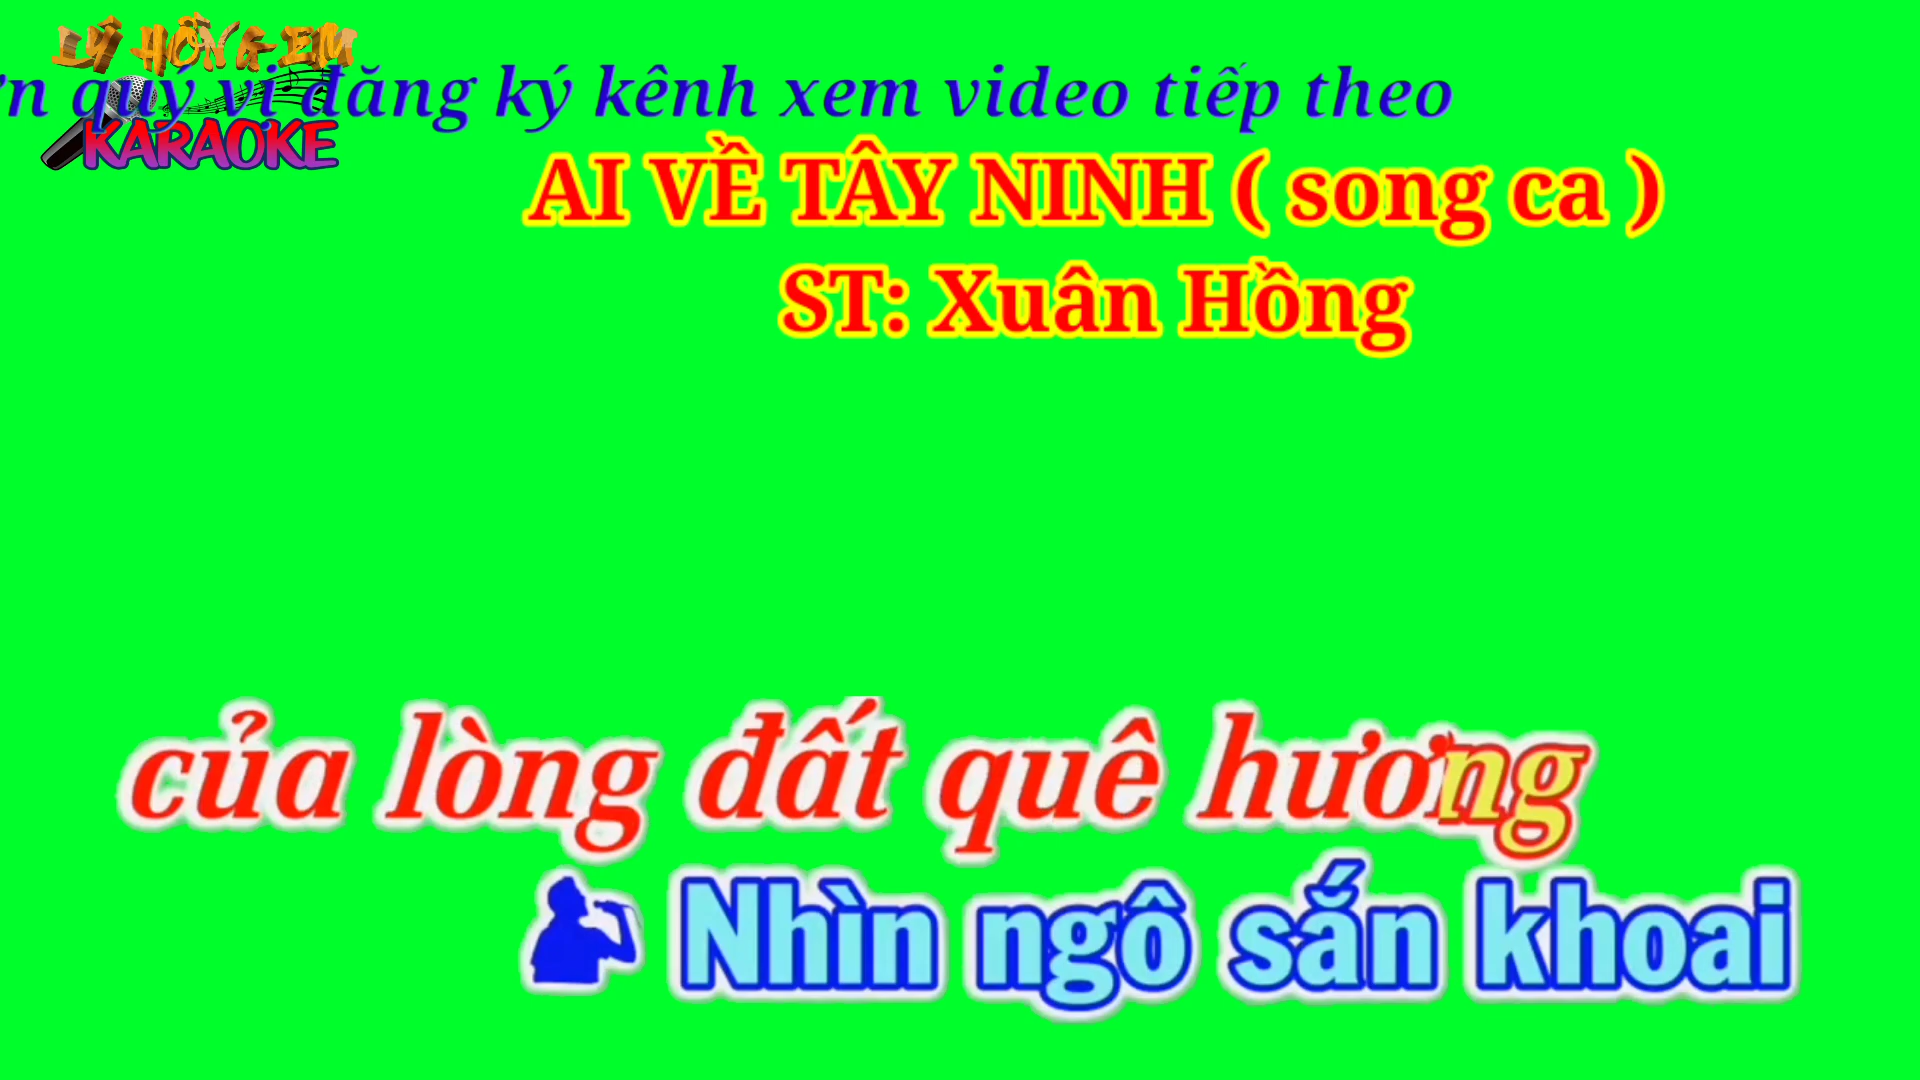 LÝ HỒNG EM
KARAOKE
ơn quý vị đăng ký kênh xem video tiếp theo
AI VỀ TÂY NINH ( song ca )
ST: Xuân Hồng
của lòng đất quê hương
Nhìn ngô sắn khoai